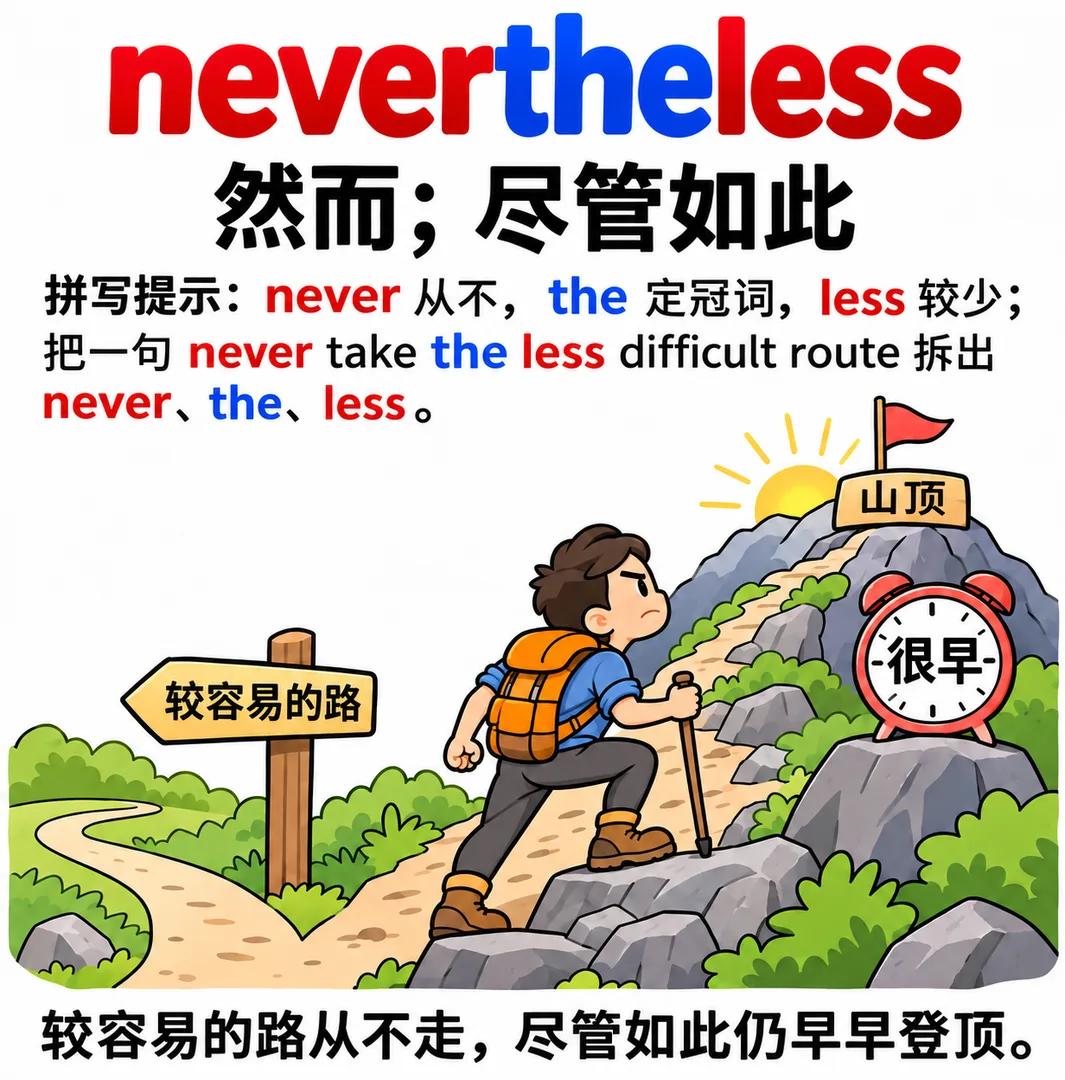 nevertheless
然而；尽管如此
拼写提示：never 从不，the 定冠词，less 较少；
把一句 never take the less difficult route 拆出
never、the、less。
山顶
很早
较容易的路
较容易的路从不走，尽管如此仍早早登顶。